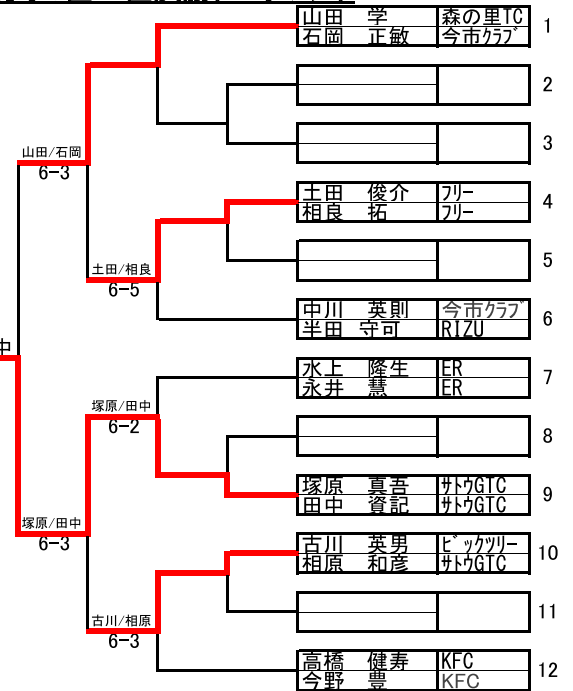 山田 学 森の里TC 1
石岡 正敏 今市ｸﾗﾌﾞ
2
3
山田/石岡
6-3
土田 俊介 ﾌﾘｰ 4
相良 拓 ﾌﾘｰ
5
土田/相良
6-5
中川 英則 今市ｸﾗﾌﾞ 6
半田 守可 RIZU
中
水上 隆生 ER 7
永井 慧 ER
塚原/田中
6-2
8
塚原 真吾 ｻﾄｳGTC 9
田中 資記 ｻﾄｳGTC
塚原/田中
6-3
古川 英男 ﾋﾞｯｸﾂﾘｰ 10
相原 和彦 ｻﾄｳGTC
11
古川/相原
6-3
高橋 健寿 KFC 12
今野 豊 KFC